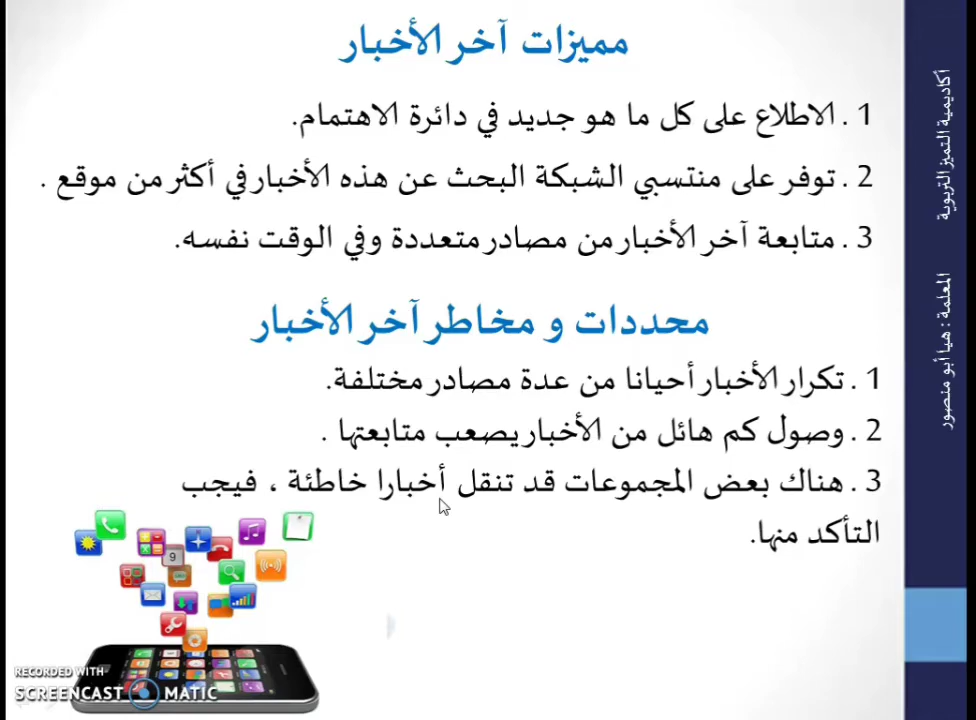 مميزات آخر الأخبار
1 . الاطلاع على كل ما هو جديد في دائرة الاهتمام.
2 . توفر على منتسبي الشبكة البحث عن هذه الأخبار في أكثر من موقع .
3 . متابعة آخر الأخبار من مصادر متعددة وفي الوقت نفسه.
محددات و مخاطر آخر الأخبار
1 . تكرار الأخبار أحيانا من عدة مصادر مختلفة.
2 . وصول كم هائل من الأخبار يصعب متابعتها .
3 . هناك بعض المجموعات قد تنقل أخبارا خاطئة ، فيجب
التأكد منها.
أكاديمية التميز التربوية
المعلمة : هيا أبو منصور
9
RECORDED WITH
SCREENCAST MATIC